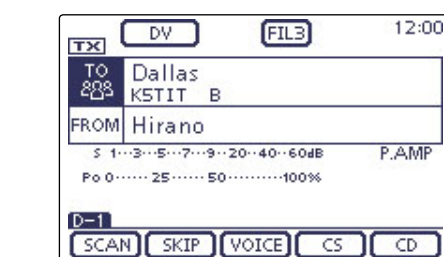 DV FIL3 12:00
TX
TO Dallas
K5TIT B
FROM Hirano
S 1···3···5···7···9··20··40··60dB P.AMP
Po 0······25······50··········100%
D-1
SCAN SKIP VOICE CS CD